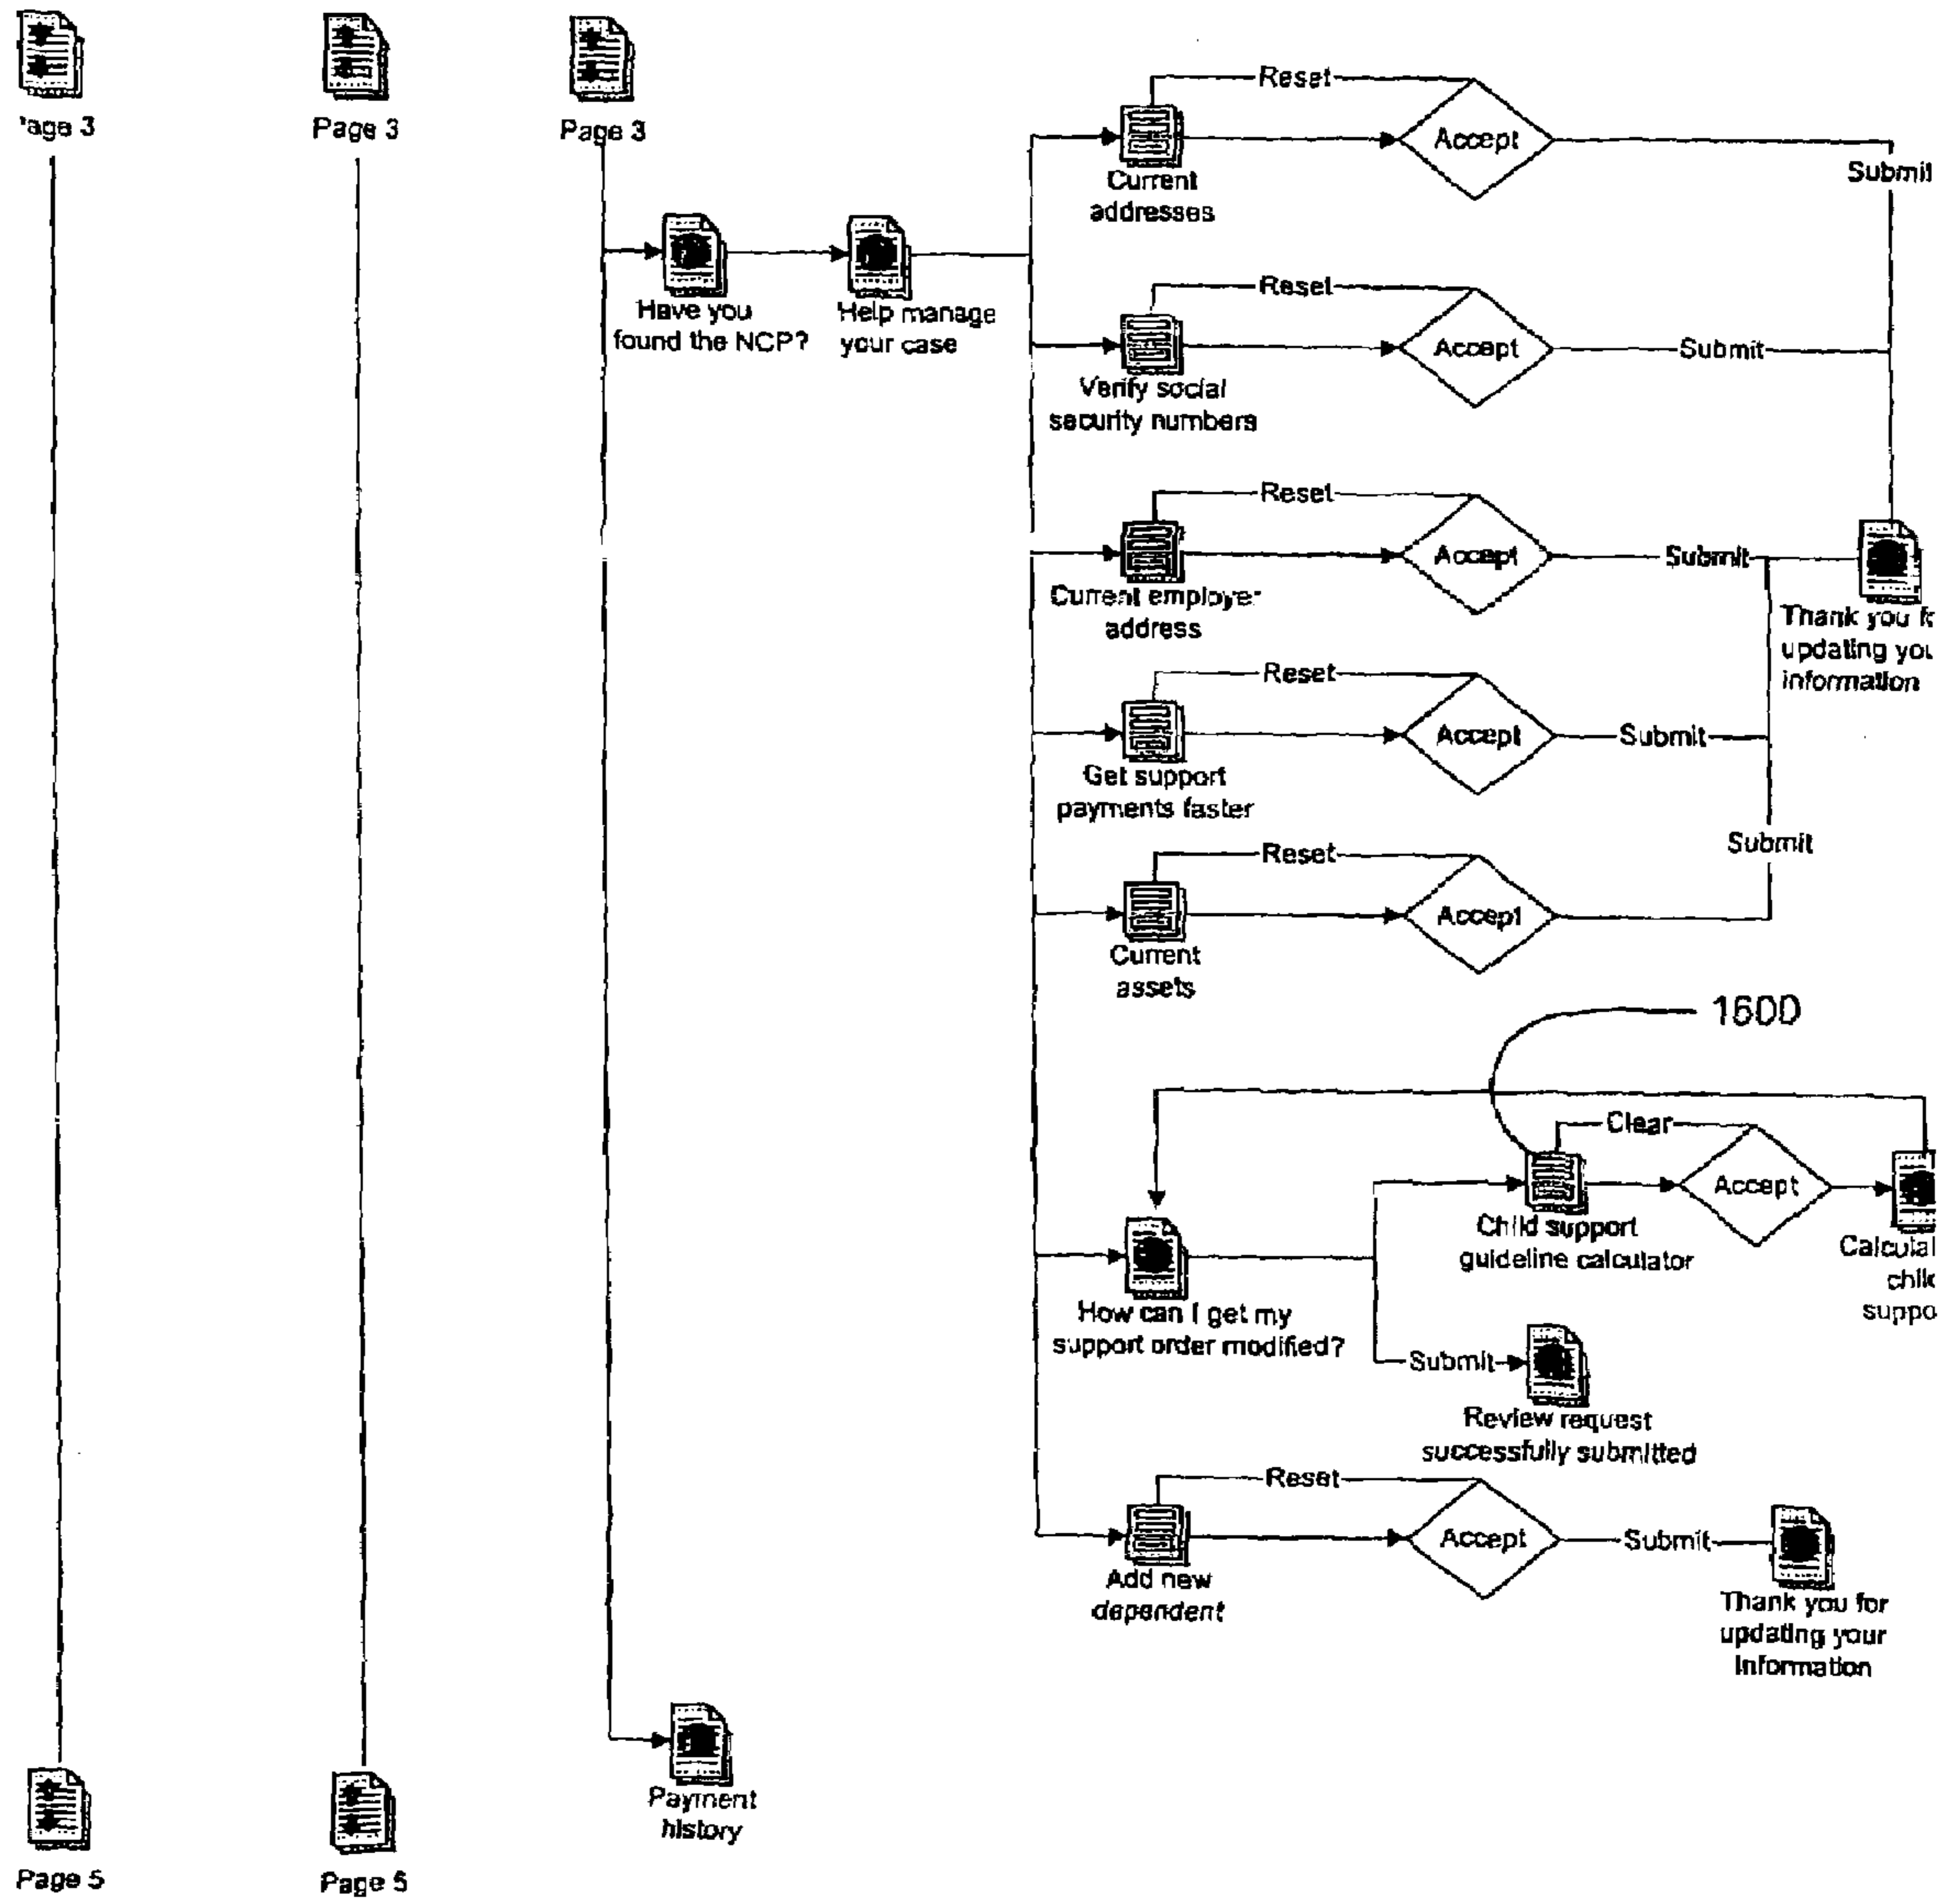 Page 3
Page 3
Reset
Accept
Submit
Current
addresses
Have you
found the NCP?
Help manage
your case
Reset
Accept
Submit
Verify social
security numbers
Reset
Accept
Submit
Current employer
address
Thank you
updating
information
Reset
Accept
Submit
Get support
payments faster
Submit
Reset
Accept
Current
assets
1600
Clear
Accept
Child support
guideline calculator
How can I get my
support order modified?
Submit
Review request
successfully submitted
Reset
Accept
Submit
Add new
dependent
Thank you for
updating your
information
Payment
history
Page 5
Page 5